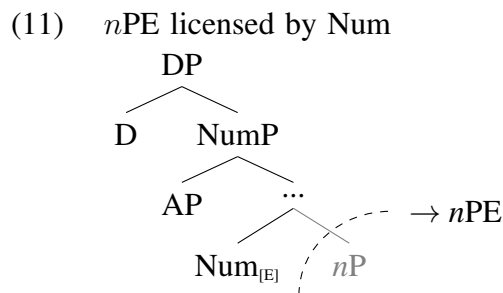 (11) nPE licensed by Num
DP
D NumP
AP ...
→ nPE
Num[E] nP